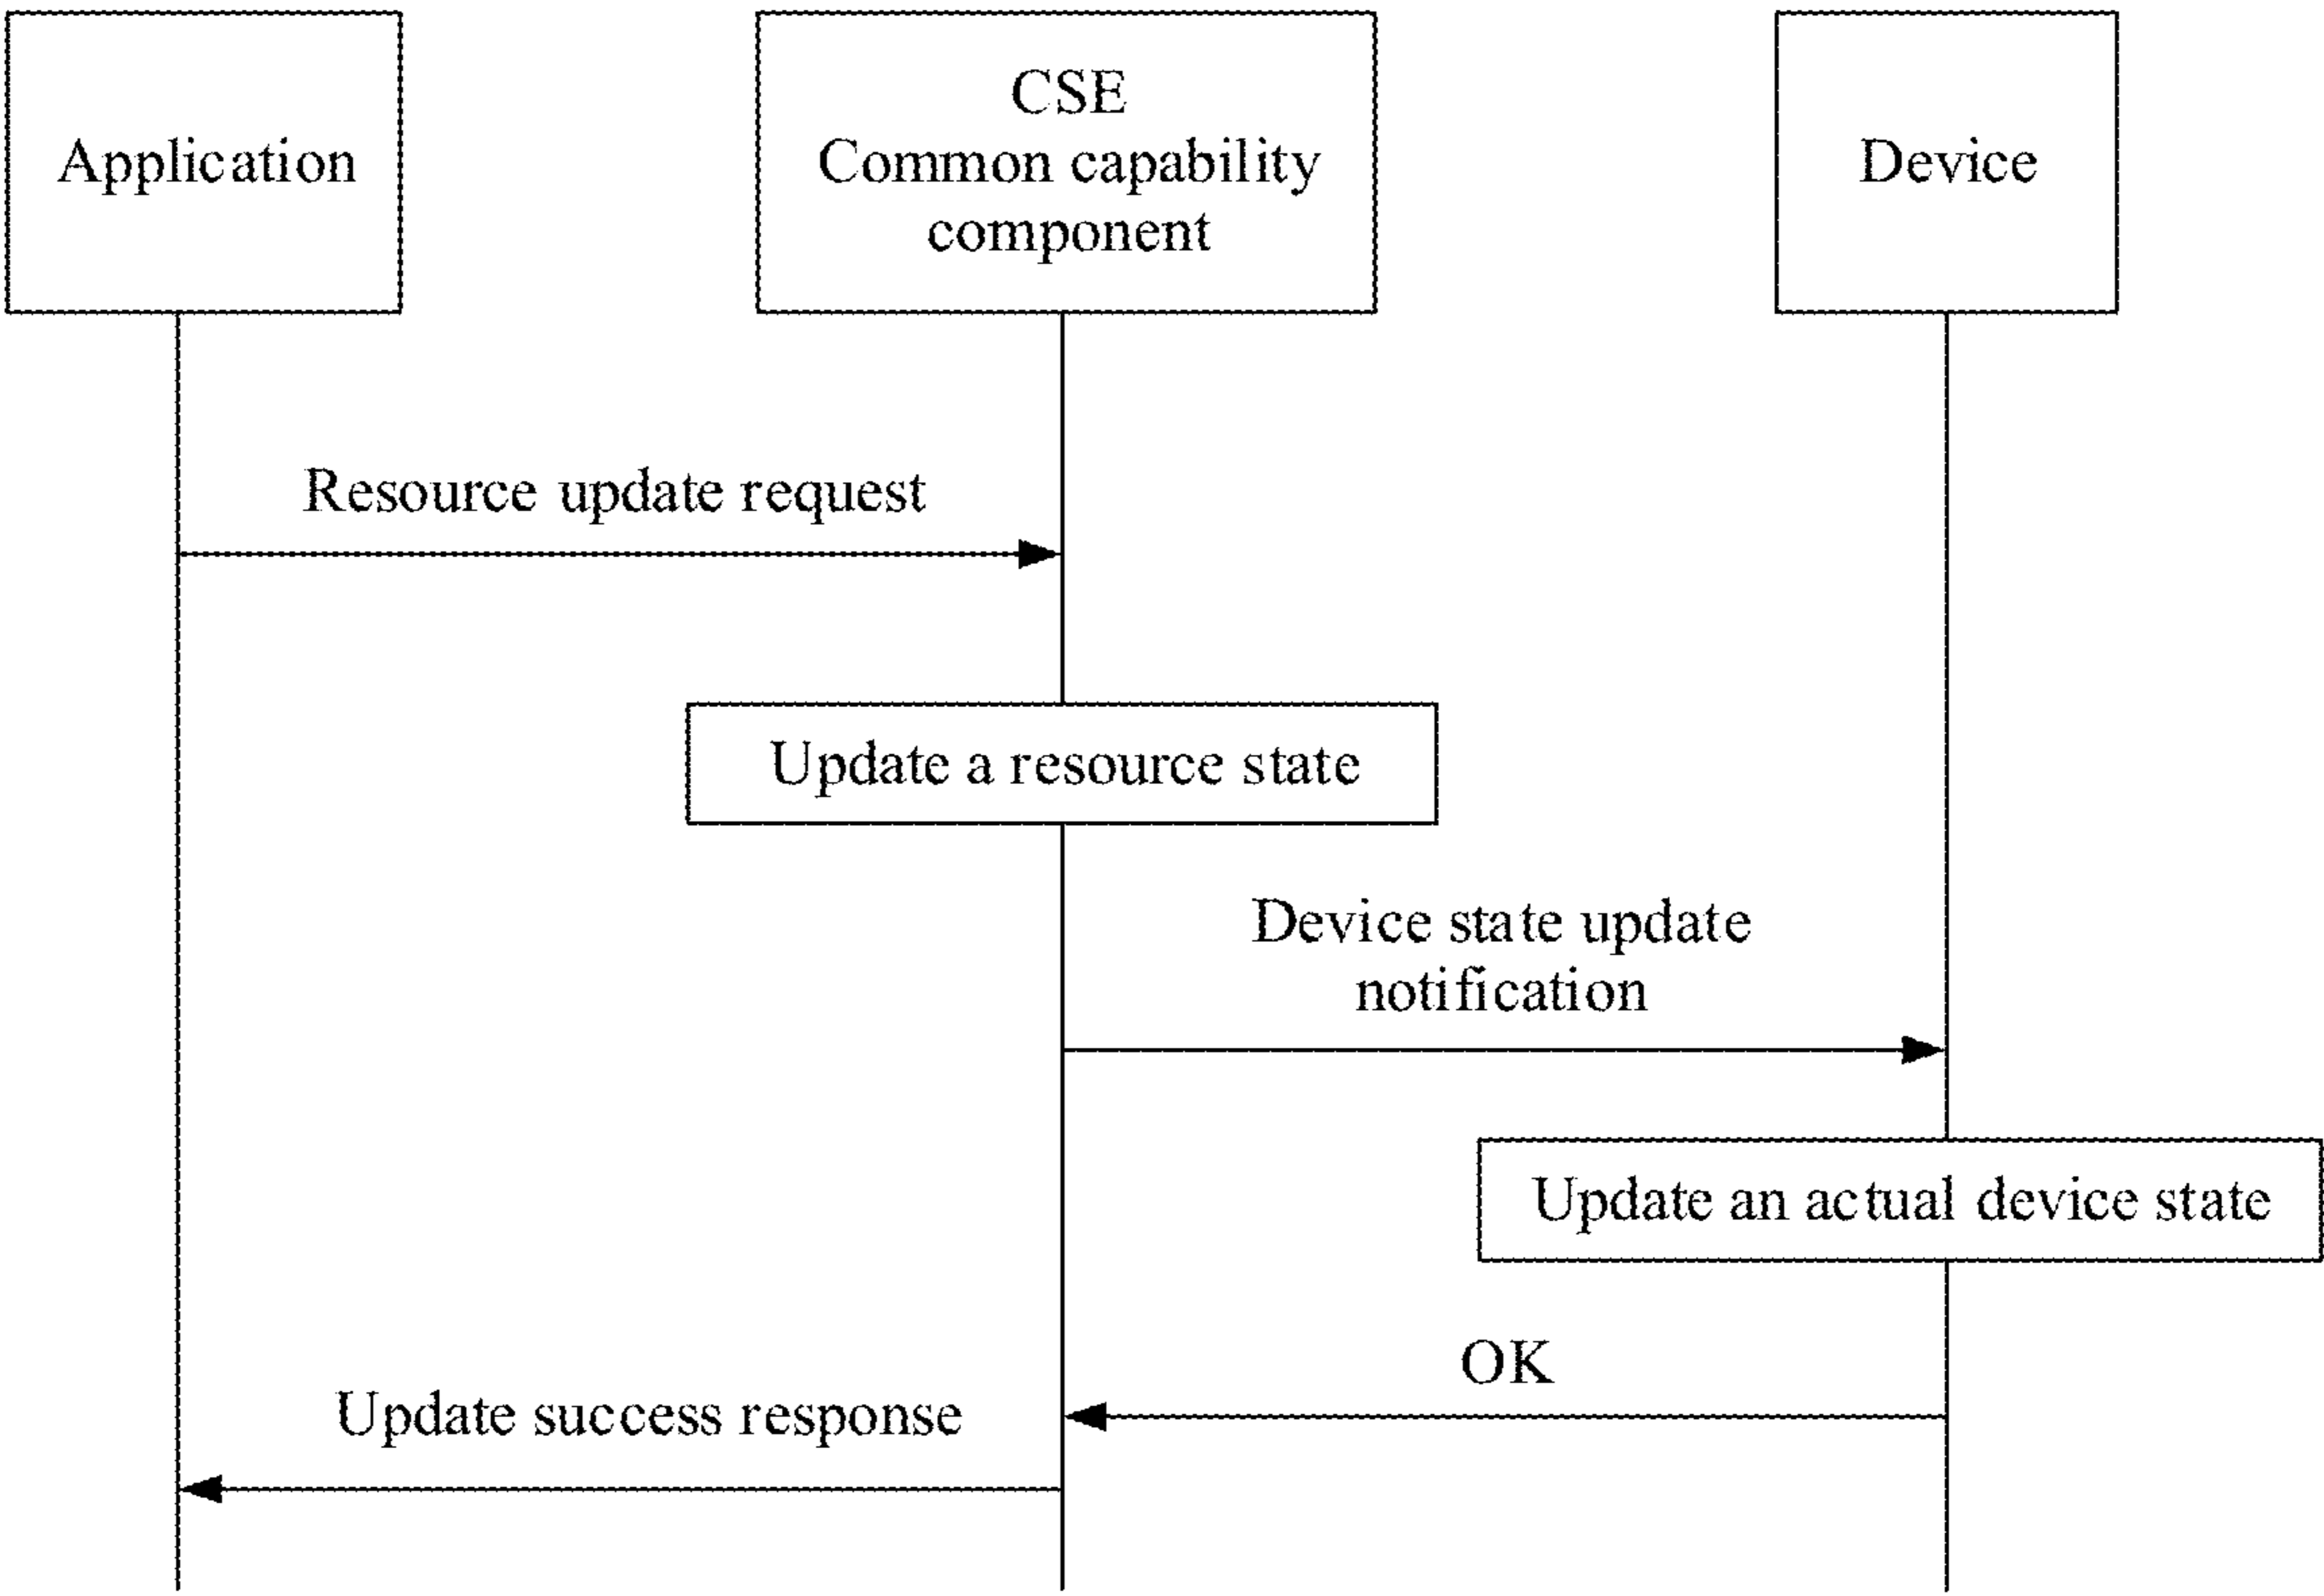 Application
CSE
Common capability
component
Device
Resource update request
Update a resource state
Device state update
notification
Update an actual device state
OK
Update success response